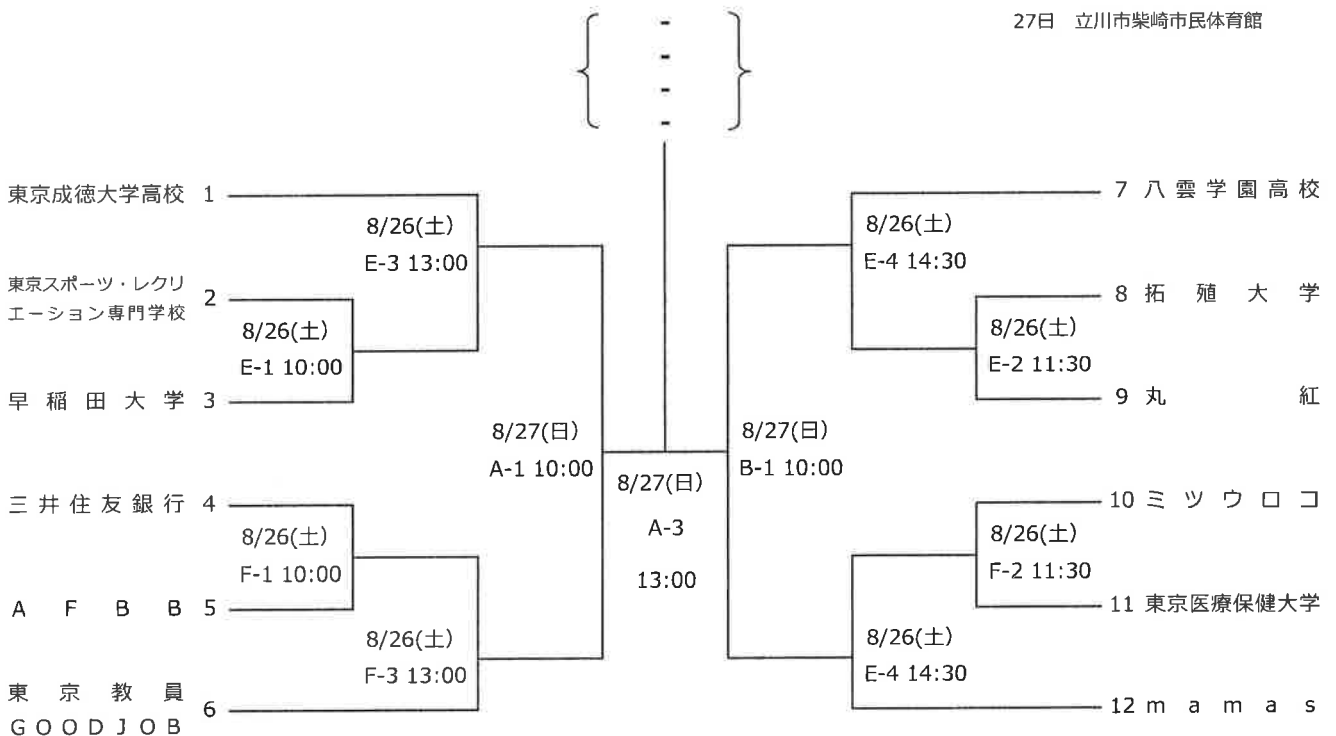 27日 立川市柴崎市民体育館
-
-
-
-
東京成徳大学高校 1
8/26(土)
E-3 13:00
東京スポーツ・レクリ
エーション専門学校
2
8/26(土)
E-1 10:00
早稲田大学 3
8/27(日)
A-1 10:00
三井住友銀行 4
8/26(土)
F-1 10:00
AFBB 5
8/26(土)
F-3 13:00
東京教員
GOODJOB
6
8/27(日)
A-3
13:00
7 八雲学園高校
8/26(土)
E-4 14:30
8 拓殖大学
8/26(土)
E-2 11:30
9 丸紅
8/27(日)
B-1 10:00
10 ミツウロコ
8/26(土)
F-2 11:30
11 東京医療保健大学
8/26(土)
E-4 14:30
12 mamas